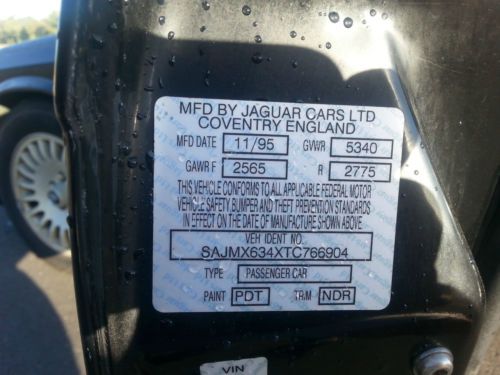 MFD BY JAGUAR CARS LTD
COVENTRY ENGLAND
MFD DATE 11/95 GVWR 5340
GAWR F 2565 R 2775
THIS VEHICLE CONFORMS TO ALL APPLICABLE FEDERAL MOTOR
VEHICLE SAFETY, BUMPER AND THEFT PREVENTION STANDARDS
IN EFFECT ON THE DATE OF MANUFACTURE SHOWN ABOVE
VEH IDENT NO.
SAJMX634XTC766904
TYPE PASSENGER CAR
PAINT PDT TRIM NDR
VIN